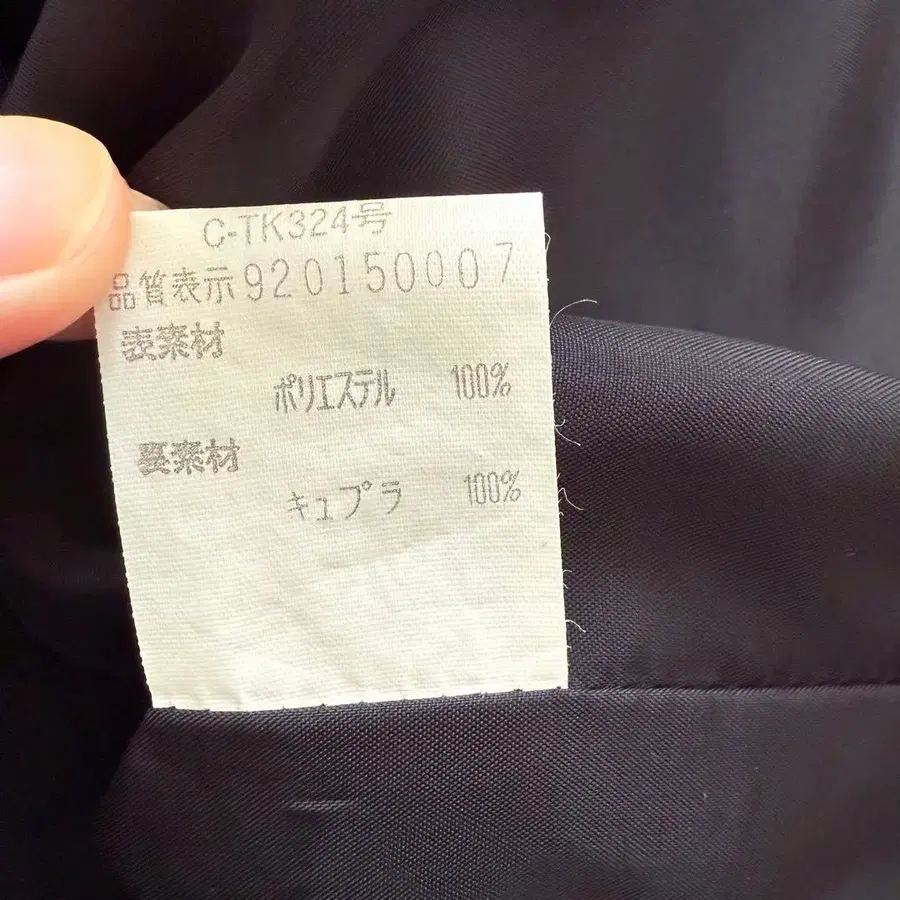 C-TK324号
品質表示920150007
表素材
ポリエステル 100%
裏素材
キュプラ 100%